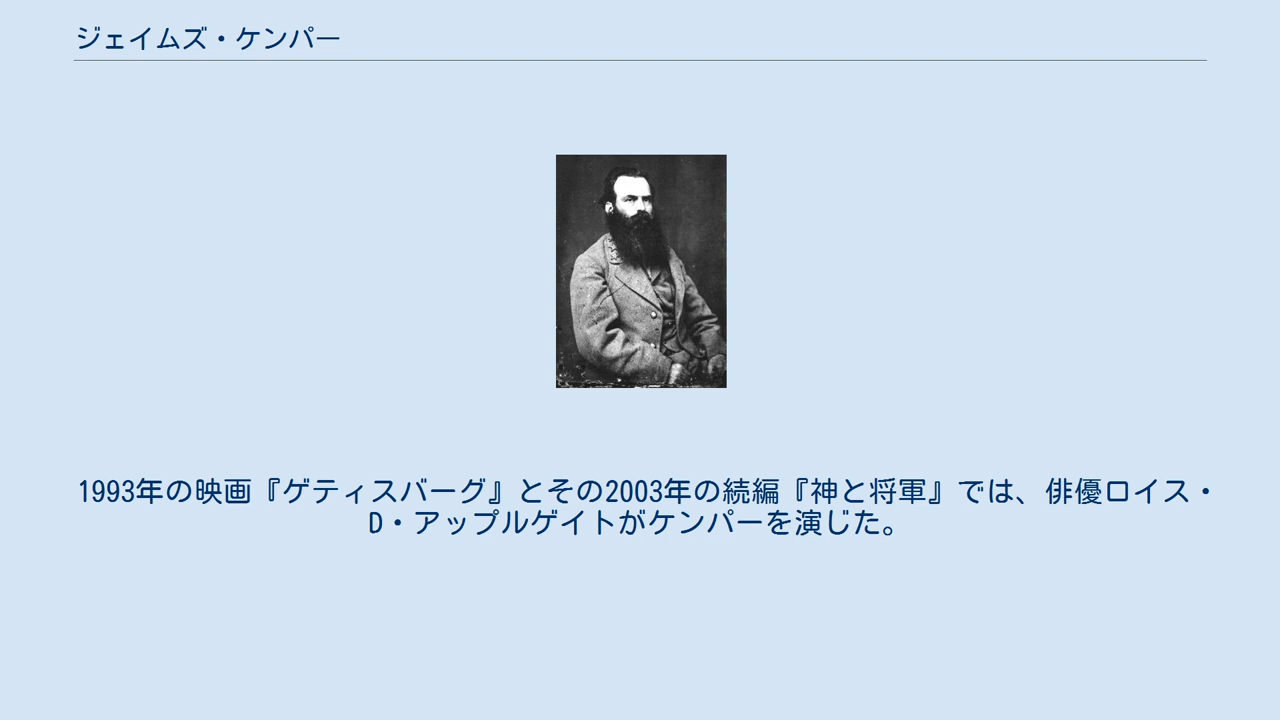 ジェイムズ・ケンパー
1993年の映画『ゲティスバーグ』とその2003年の続編『神と将軍』では、俳優ロイス・
D・アップルゲイトがケンパーを演じた。